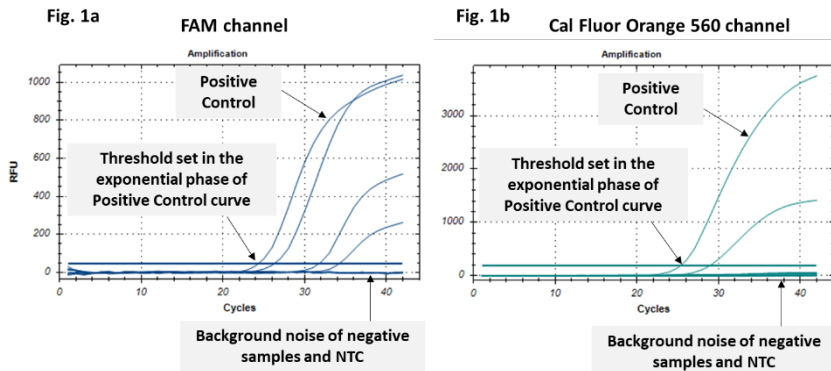 Fig. 1a
FAM channel
Amplification
1000
800
600
400
200
0
RFU
0
10
20
30
40
Cycles
Positive
Control
Threshold set in the
exponential phase of
Positive Control curve
Background noise of negative
samples and NTC
Fig. 1b
Cal Fluor Orange 560 channel
Amplification
3000
2000
1000
0
0
10
20
30
40
Cycles
Positive
Control
Threshold set in the
exponential phase of
Positive Control curve
Background noise of negative
samples and NTC